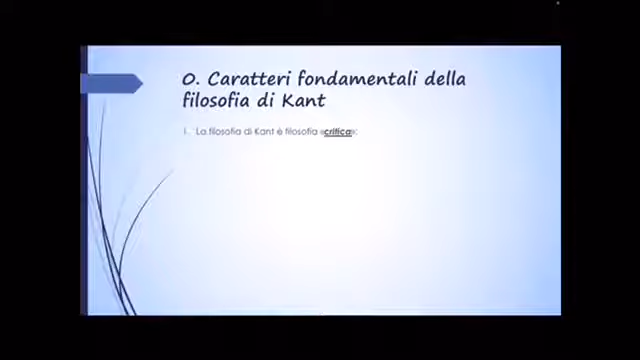 0. Caratteri fondamentali della
filosofia di Kant
1. La filosofia di Kant è filosofia «critica»: